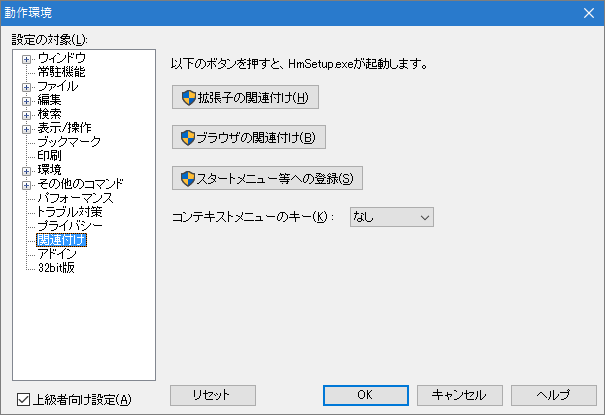 動作環境
設定の対象(L):
ウィンドウ
常駐機能
ファイル
編集
検索
表示/操作
ブックマーク
印刷
環境
その他のコマンド
パフォーマンス
トラブル対策
プライバシー
関連付け
アドイン
32bit版
上級者向け設定(A)
以下のボタンを押すと、HmSetup.exeが起動します。
拡張子の関連付け(H)
ブラウザの関連付け(B)
スタートメニュー等への登録(S)
コンテキストメニューのキー(K):　なし
リセット　OK　キャンセル　ヘルプ